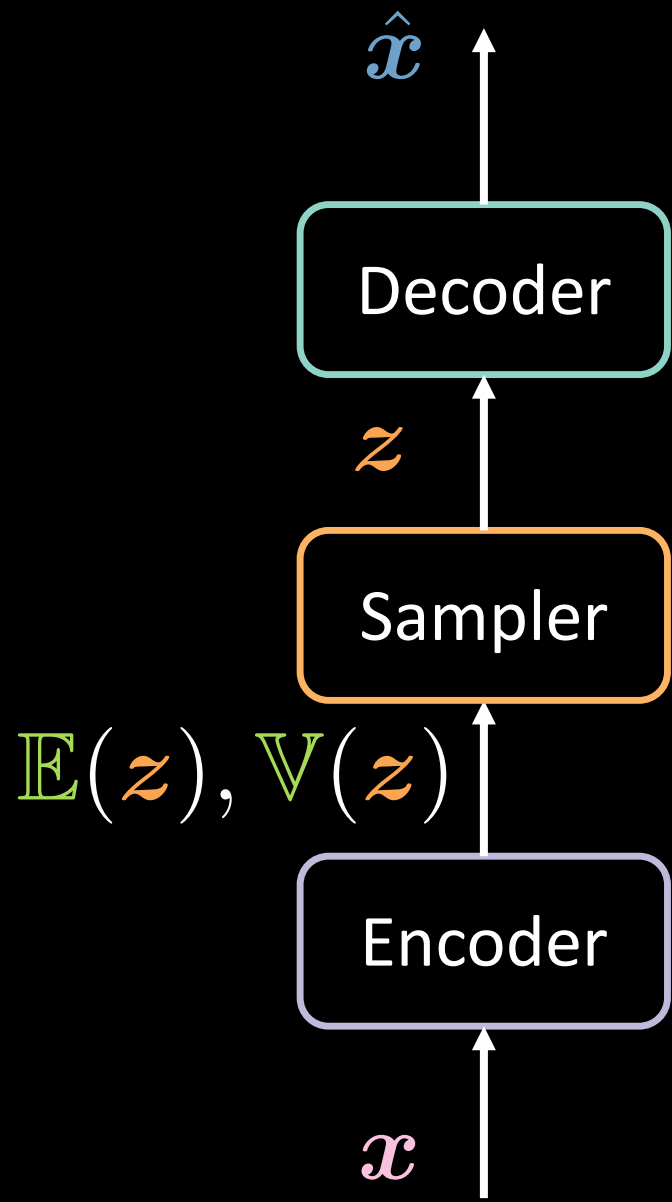 x̂
Decoder
z
Sampler
𝔼(z), 𝕍(z)
Encoder
x